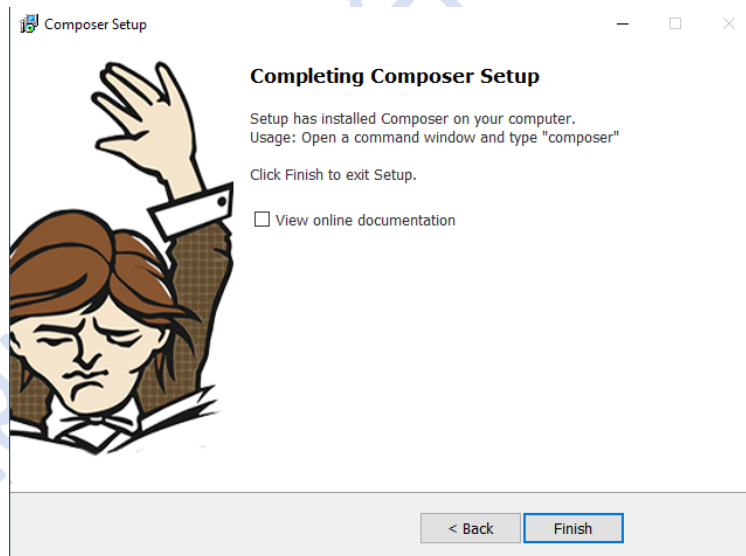 Composer Setup
Completing Composer Setup
Setup has installed Composer on your computer.
Usage: Open a command window and type "composer"
Click Finish to exit Setup.
View online documentation
< Back
Finish